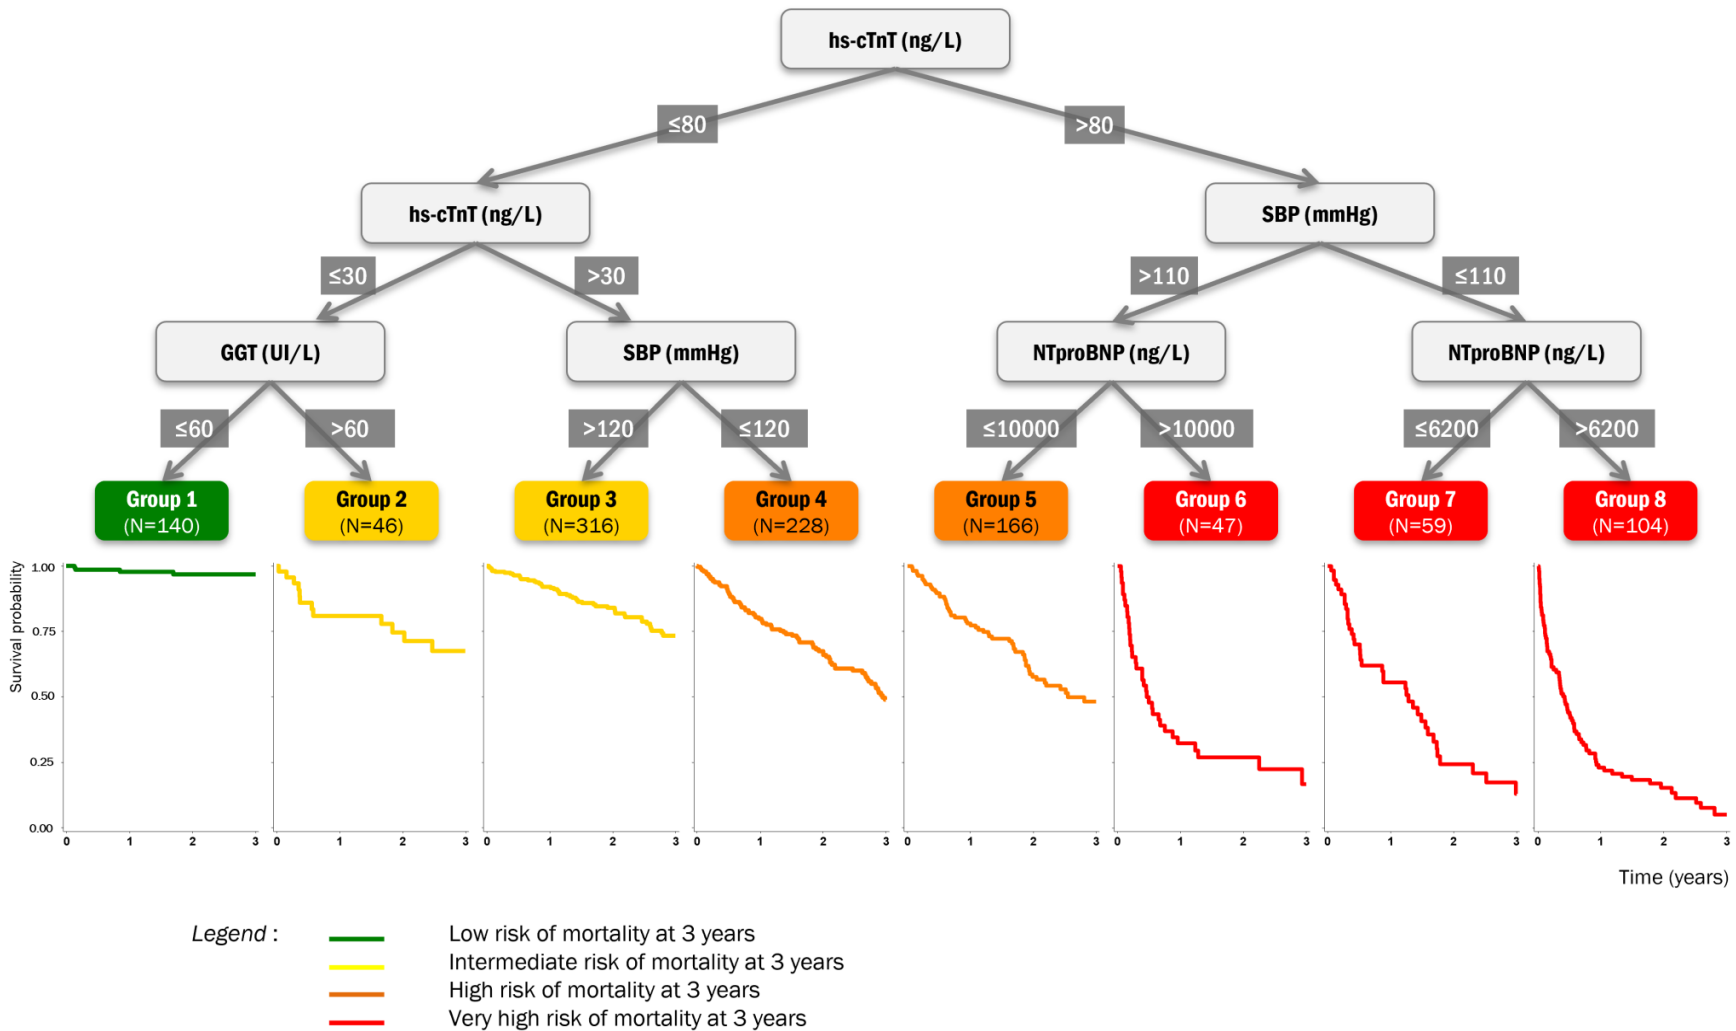 hs-cTnT (ng/L)
≤80
>80
hs-cTnT (ng/L)
SBP (mmHg)
≤30
>30
>110
≤110
GGT (UI/L)
SBP (mmHg)
NTproBNP (ng/L)
NTproBNP (ng/L)
≤60
>60
>120
≤120
≤10000
>10000
≤6200
>6200
Group 1
(N=140)
Group 2
(N=46)
Group 3
(N=316)
Group 4
(N=228)
Group 5
(N=166)
Group 6
(N=47)
Group 7
(N=59)
Group 8
(N=104)
Survival probability
1.00
0.75
0.50
0.25
0.00
0 1 2 3
0 1 2 3
0 1 2 3
0 1 2 3
0 1 2 3
0 1 2 3
0 1 2 3
0 1 2 3
Time (years)
Legend :
Low risk of mortality at 3 years
Intermediate risk of mortality at 3 years
High risk of mortality at 3 years
Very high risk of mortality at 3 years